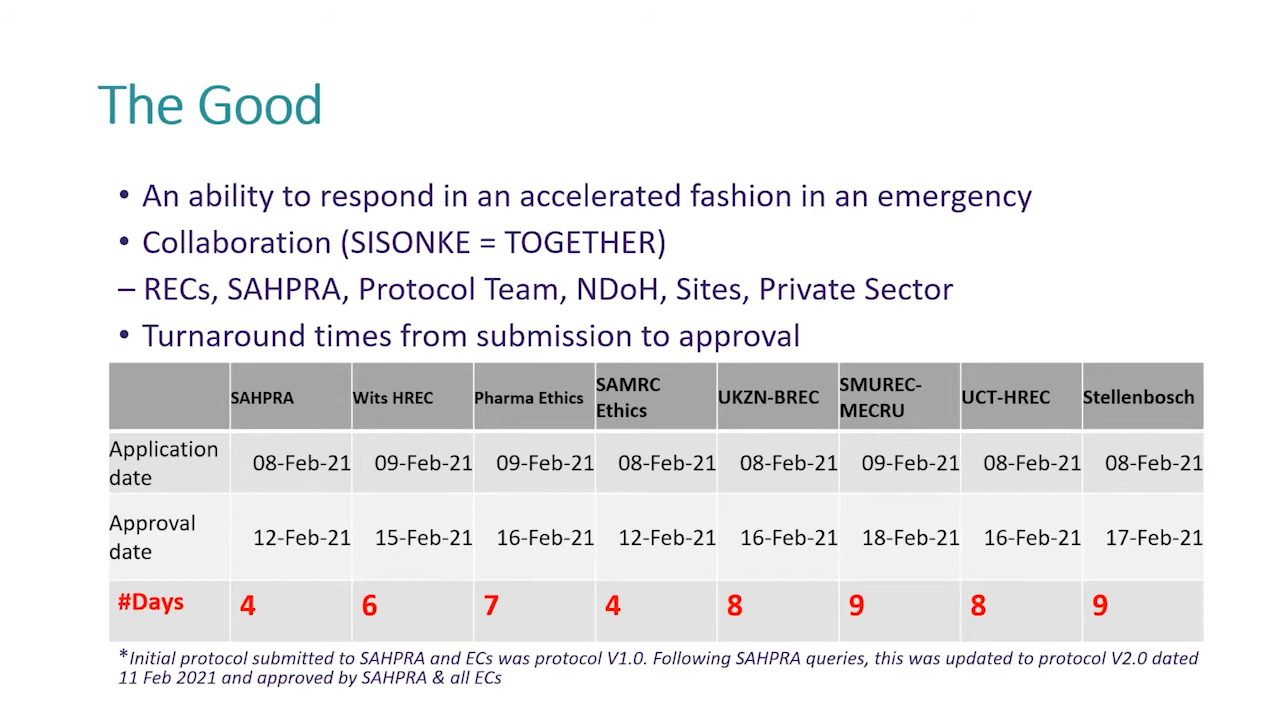 The Good
• An ability to respond in an accelerated fashion in an emergency
• Collaboration (SISONKE = TOGETHER)
– RECs, SAHPRA, Protocol Team, NDoH, Sites, Private Sector
• Turnaround times from submission to approval
SAHPRA Wits HREC Pharma Ethics SAMRC Ethics UKZN-BREC SMUREC-MECRU UCT-HREC Stellenbosch
Application date 08-Feb-21 09-Feb-21 09-Feb-21 08-Feb-21 08-Feb-21 09-Feb-21 08-Feb-21 08-Feb-21
Approval date 12-Feb-21 15-Feb-21 16-Feb-21 12-Feb-21 16-Feb-21 18-Feb-21 16-Feb-21 17-Feb-21
#Days 4 6 7 4 8 9 8 9
*Initial protocol submitted to SAHPRA and ECs was protocol V1.0. Following SAHPRA queries, this was updated to protocol V2.0 dated
11 Feb 2021 and approved by SAHPRA & all ECs